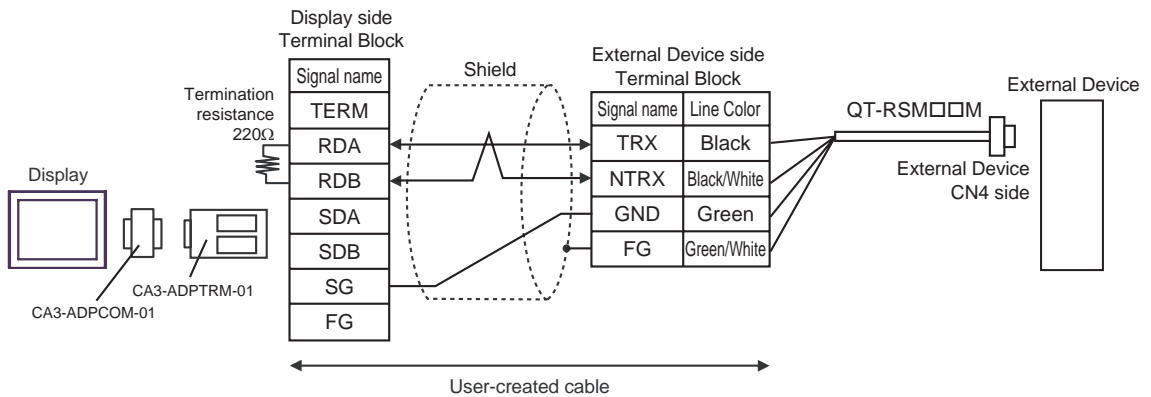 Display side
Terminal Block
Signal name
TERM
RDA
RDB
SDA
SDB
SG
FG
Termination
resistance
220Ω
Display
CA3-ADPCOM-01
CA3-ADPTRM-01
Shield
External Device side
Terminal Block
Signal name Line Color
TRX Black
NTRX Black/White
GND Green
FG Green/White
QT-RSM□□M
External Device
External Device
CN4 side
User-created cable